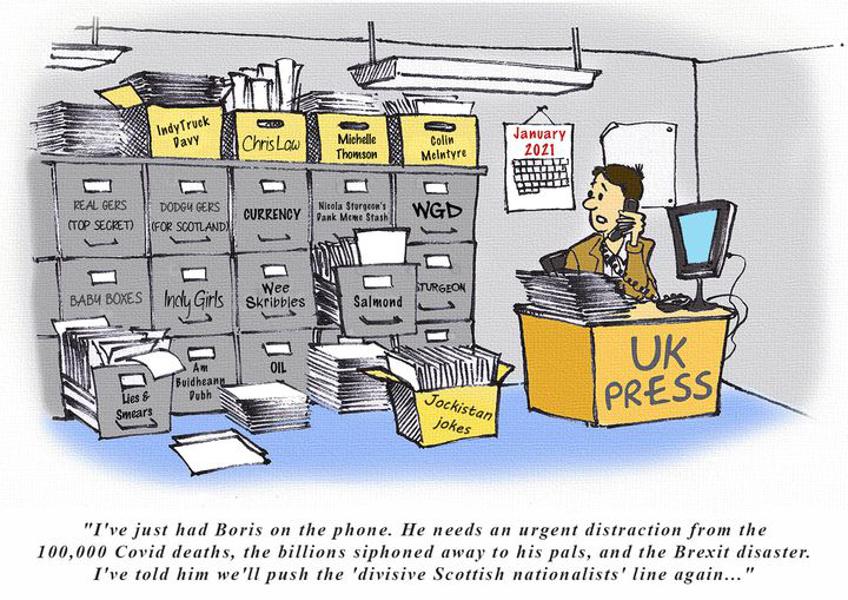 IndyTruck
Davy
Chris Law
Michelle
Thomson
Colin
McIntyre
January
2021
REAL GERS
(TOP SECRET)
DODGY GERS
(FOR SCOTLAND)
CURRENCY
Nicola Sturgeon's
Dank Meme Stash
WGD
BABY BOXES
Indy Girls
Wee
Skribbles
Salmond
STURGEON
Lies &
Smears
Am
Buidheann
Dubh
OIL
Jockistan
jokes
UK
PRESS
"I've just had Boris on the phone. He needs an urgent distraction from the
100,000 Covid deaths, the billions siphoned away to his pals, and the Brexit disaster.
I've told him we'll push the 'divisive Scottish nationalists' line again..."